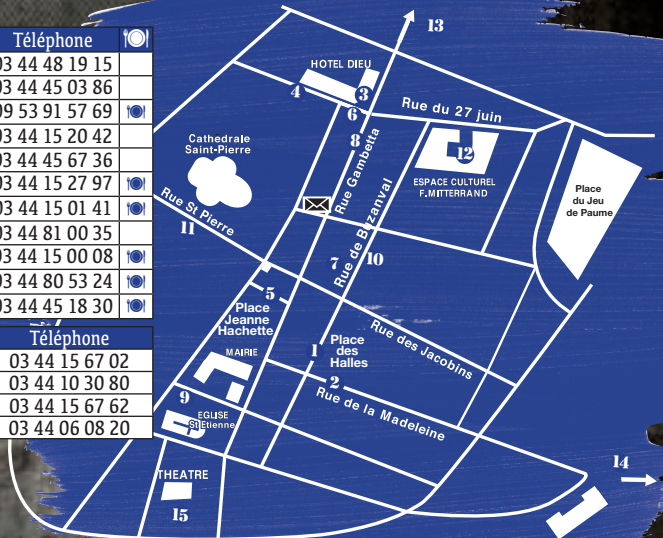 Téléphone
03 44 48 19 15
03 44 45 03 86
09 53 91 57 69
03 44 15 20 42
03 44 45 67 36
03 44 15 27 97
03 44 15 01 41
03 44 81 00 35
03 44 15 00 08
03 44 80 53 24
03 44 45 18 30
Téléphone
03 44 15 67 02
03 44 10 30 80
03 44 15 67 62
03 44 06 08 20
13
HOTEL DIEU
4
3
6
Rue du 27 juin
8
Rue Gambetta
Cathedrale
Saint-Pierre
12
ESPACE CULTUREL
F.MITTERRAND
Place
du Jeu
de Paume
Rue St Pierre
11
Rue de Buzanval
7
10
5
Place
Jeanne
Hachette
Rue des Jacobins
MAIRIE
1
Place
des
Halles
2
Rue de la Madeleine
9
EGLISE
St Etienne
THEATRE
15
14